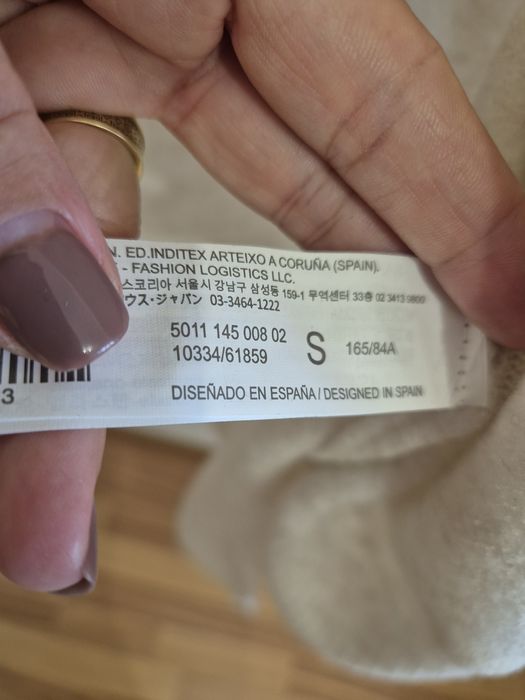 N. ED.INDITEX ARTEIXO A CORUÑA (SPAIN).
- FASHION LOGISTICS LLC.
스코리아 서울시 강남구 삼성동 159-1 무역센터 33층 02 3413 9800
ウス・ジャパン 03-3464-1222
5011 145 008 02
10334/61859
S
165/84A
3
DISEÑADO EN ESPAÑA / DESIGNED IN SPAIN